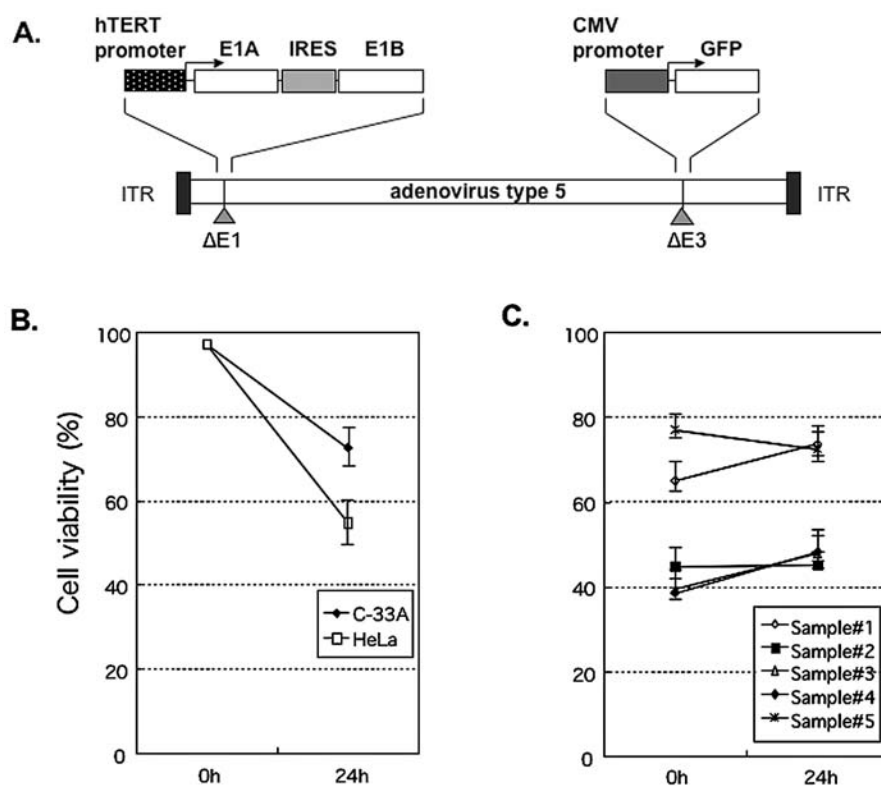 A.
hTERT
promoter
E1A
IRES
E1B
CMV
promoter
GFP
ITR
adenovirus type 5
ITR
ΔE1
ΔE3
B.
Cell viability (%)
100
80
60
40
20
0
0h
24h
C-33A
HeLa
C.
100
80
60
40
20
0
0h
24h
Sample#1
Sample#2
Sample#3
Sample#4
Sample#5